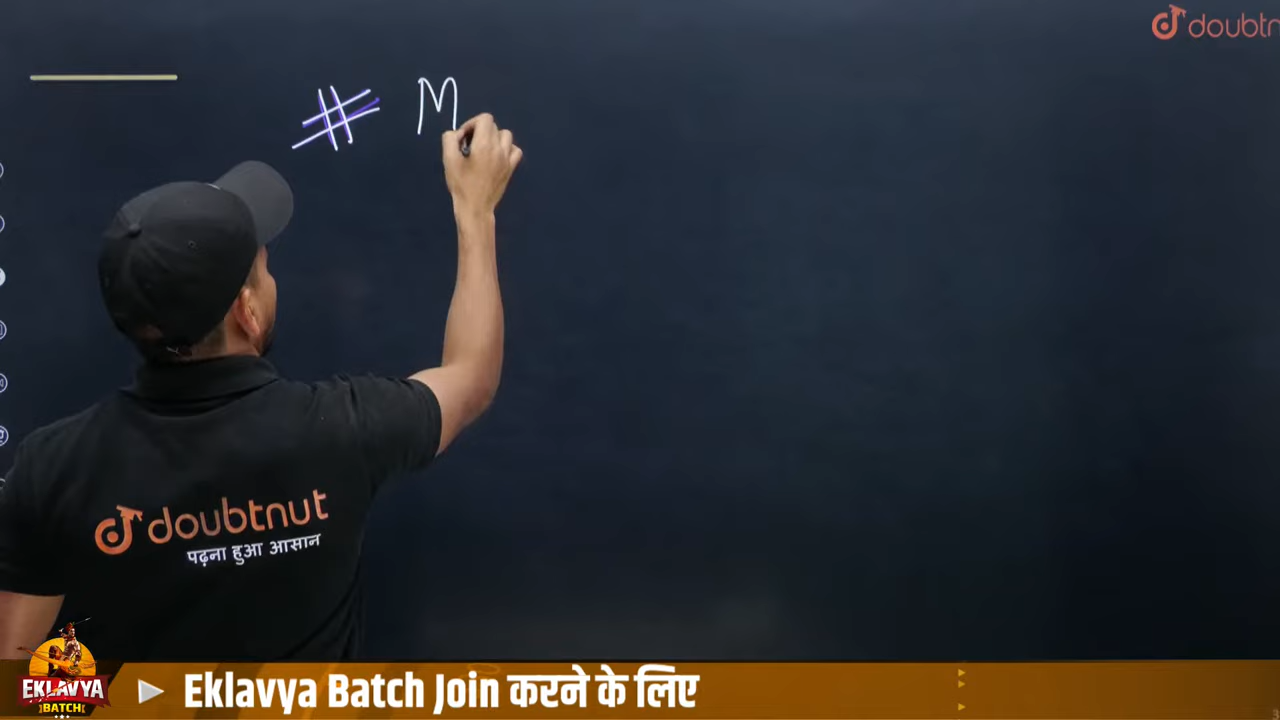 doubtn
# M
doubtnut
पढ़ना हुआ आसान
EKLAVYA
BATCH
Eklavya Batch Join करने के लिए